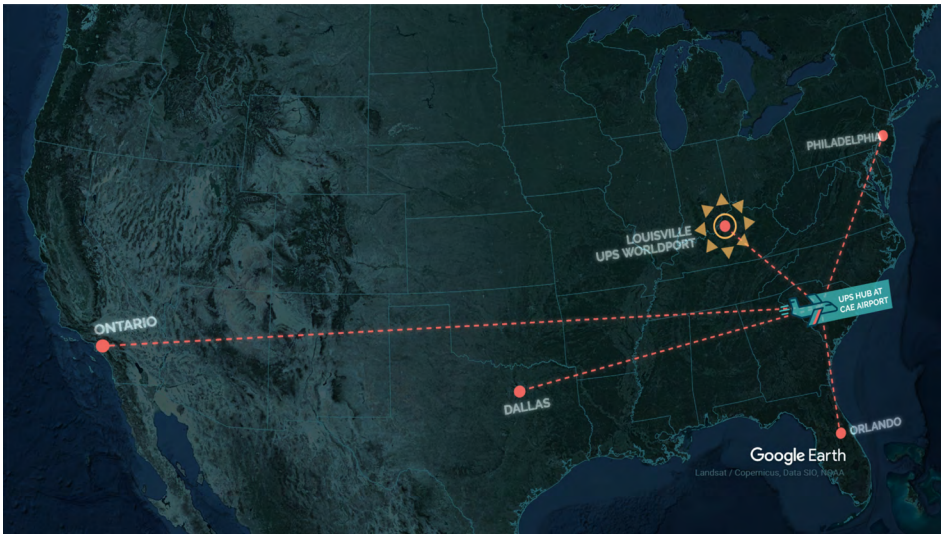 PHILADELPHIA
LOUISVILLE
UPS WORLDPORT
UPS HUB AT
CAE AIRPORT
ONTARIO
DALLAS
ORLANDO
Google Earth
Landsat / Copernicus, Data SIO, NOAA